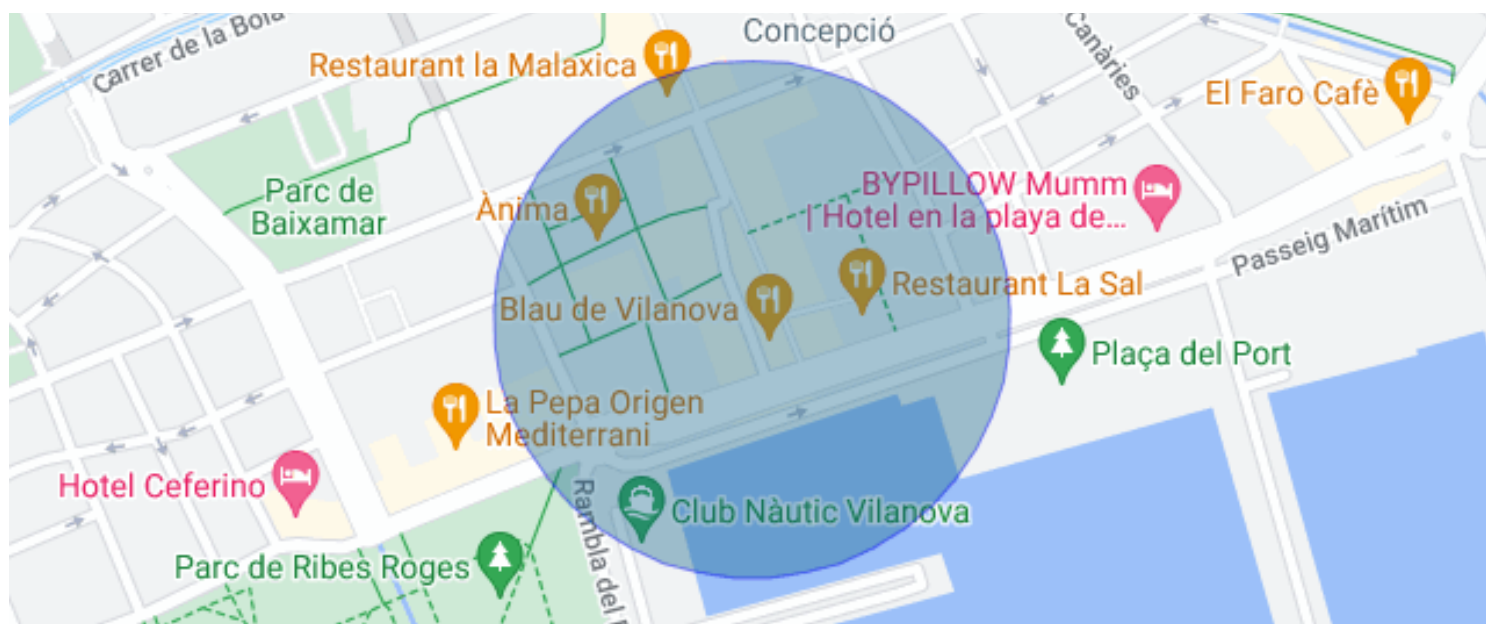 Carrer de la Bola
Concepció
Restaurant la Malaxica
Canàries
El Faro Cafè
Parc de
Baixamar
Ànima
BYPILLOW Mumm
| Hotel en la playa de...
Passeig Marítim
Restaurant La Sal
Blau de Vilanova
Plaça del Port
La Pepa Origen
Mediterrani
Hotel Ceferino
Club Nàutic Vilanova
Rambla del
Parc de Ribes Roges